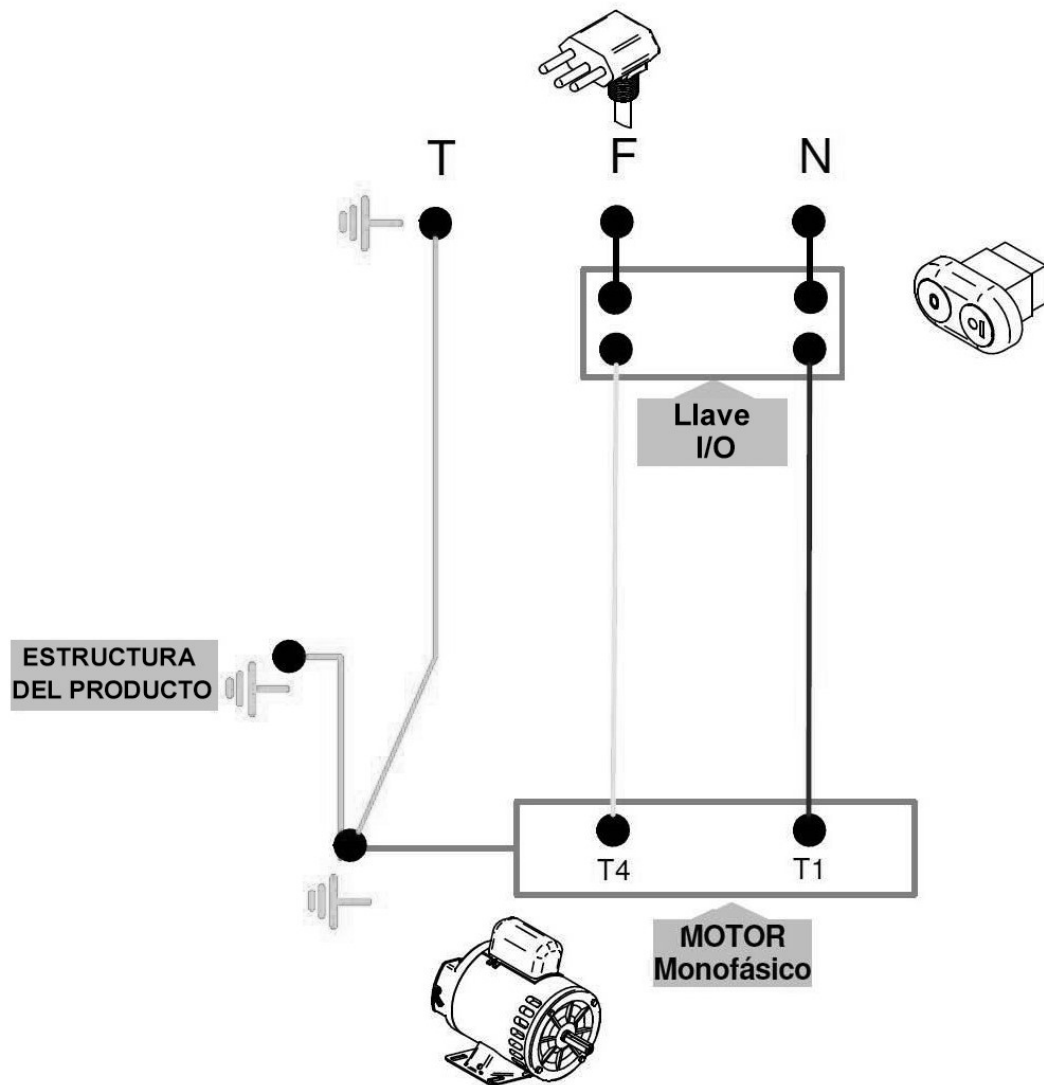 T F N
O I
Llave
I/O
ESTRUCTURA
DEL PRODUCTO
T4 T1
MOTOR
Monofásico